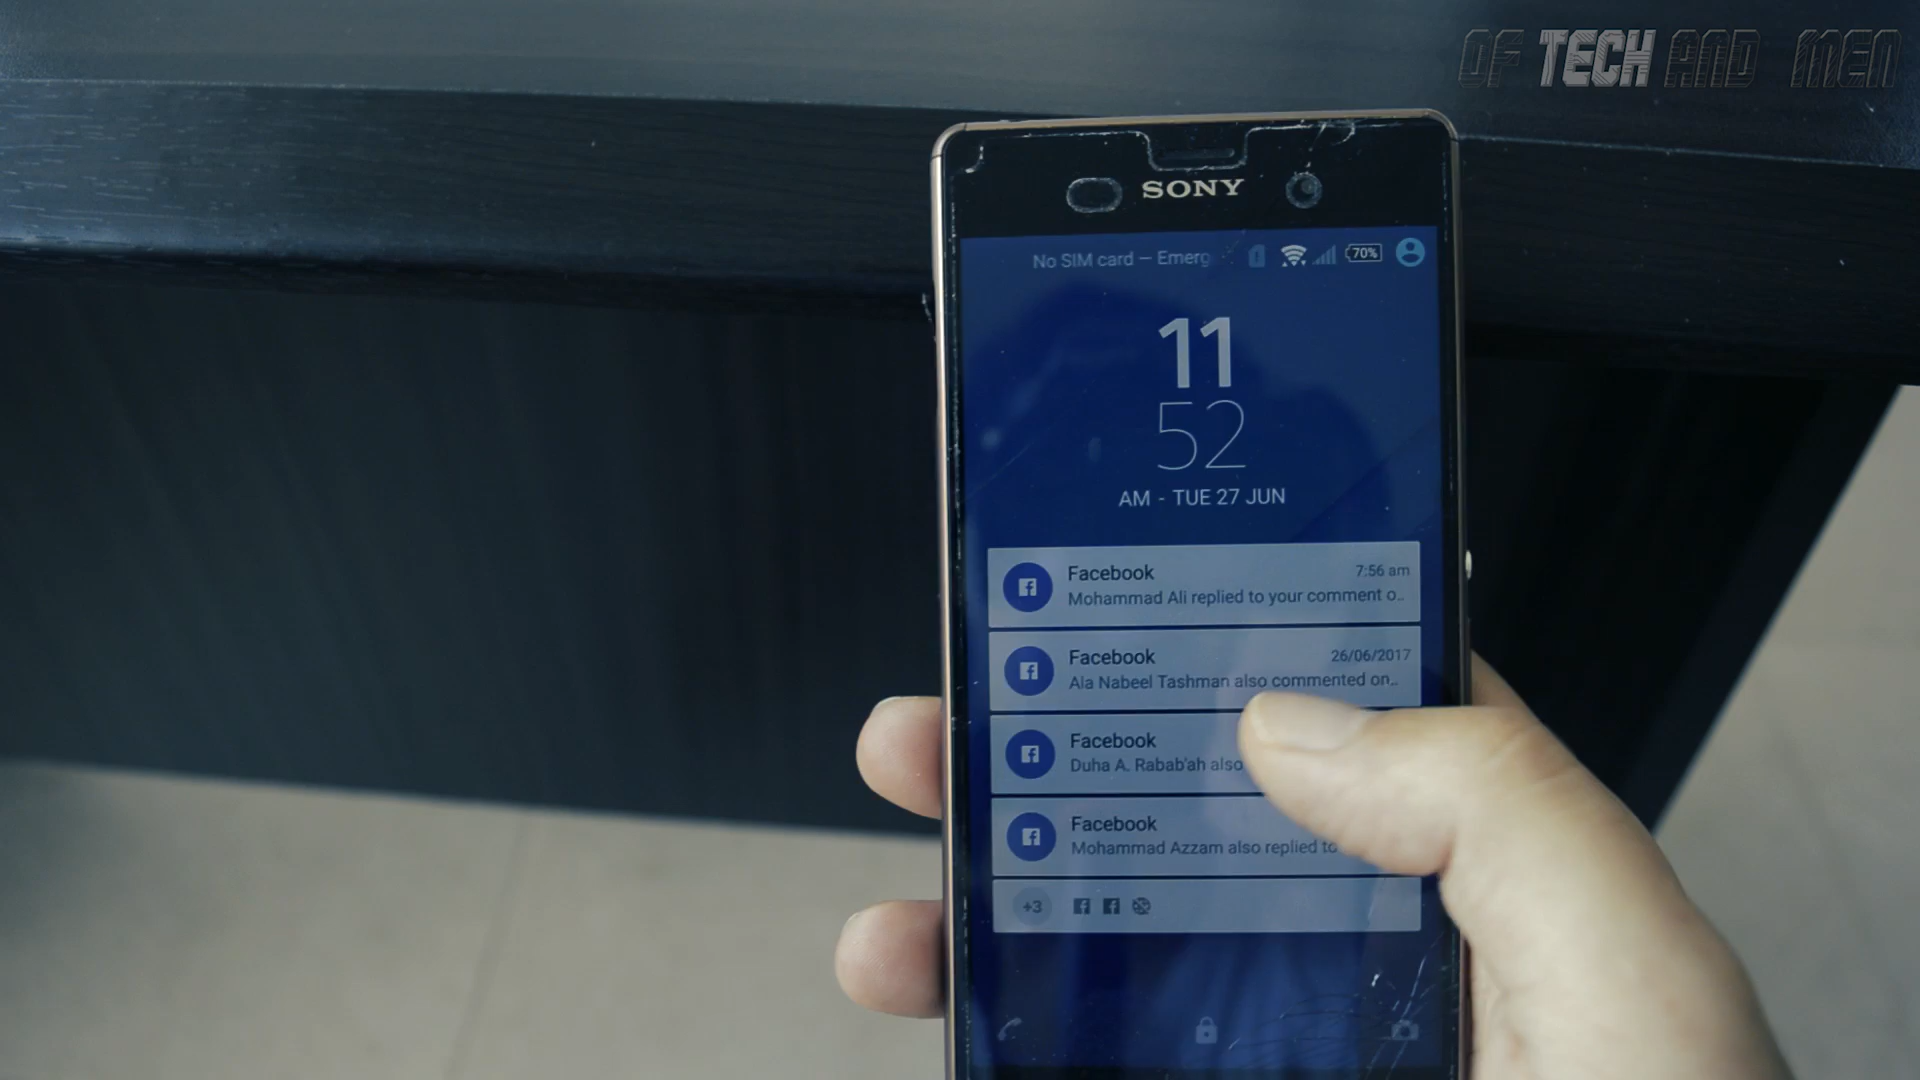 OF TECH AND MEN
SONY
No SIM card — Emerg
70%
11
52
AM - TUE 27 JUN
Facebook 7:56 am
Mohammad Ali replied to your comment o..
Facebook 26/06/2017
Ala Nabeel Tashman also commented on..
Facebook
Duha A. Rabab'ah also
Facebook
Mohammad Azzam also replied to
+3